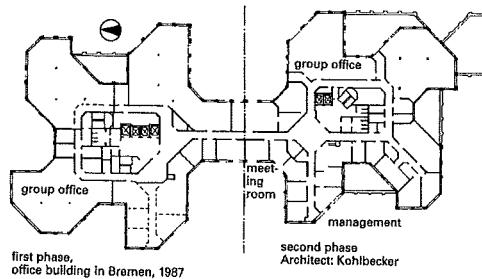 group office
group office
meet-
ing
room
management
first phase,
office building in Bremen, 1987
second phase
Architect: Kohlbecker